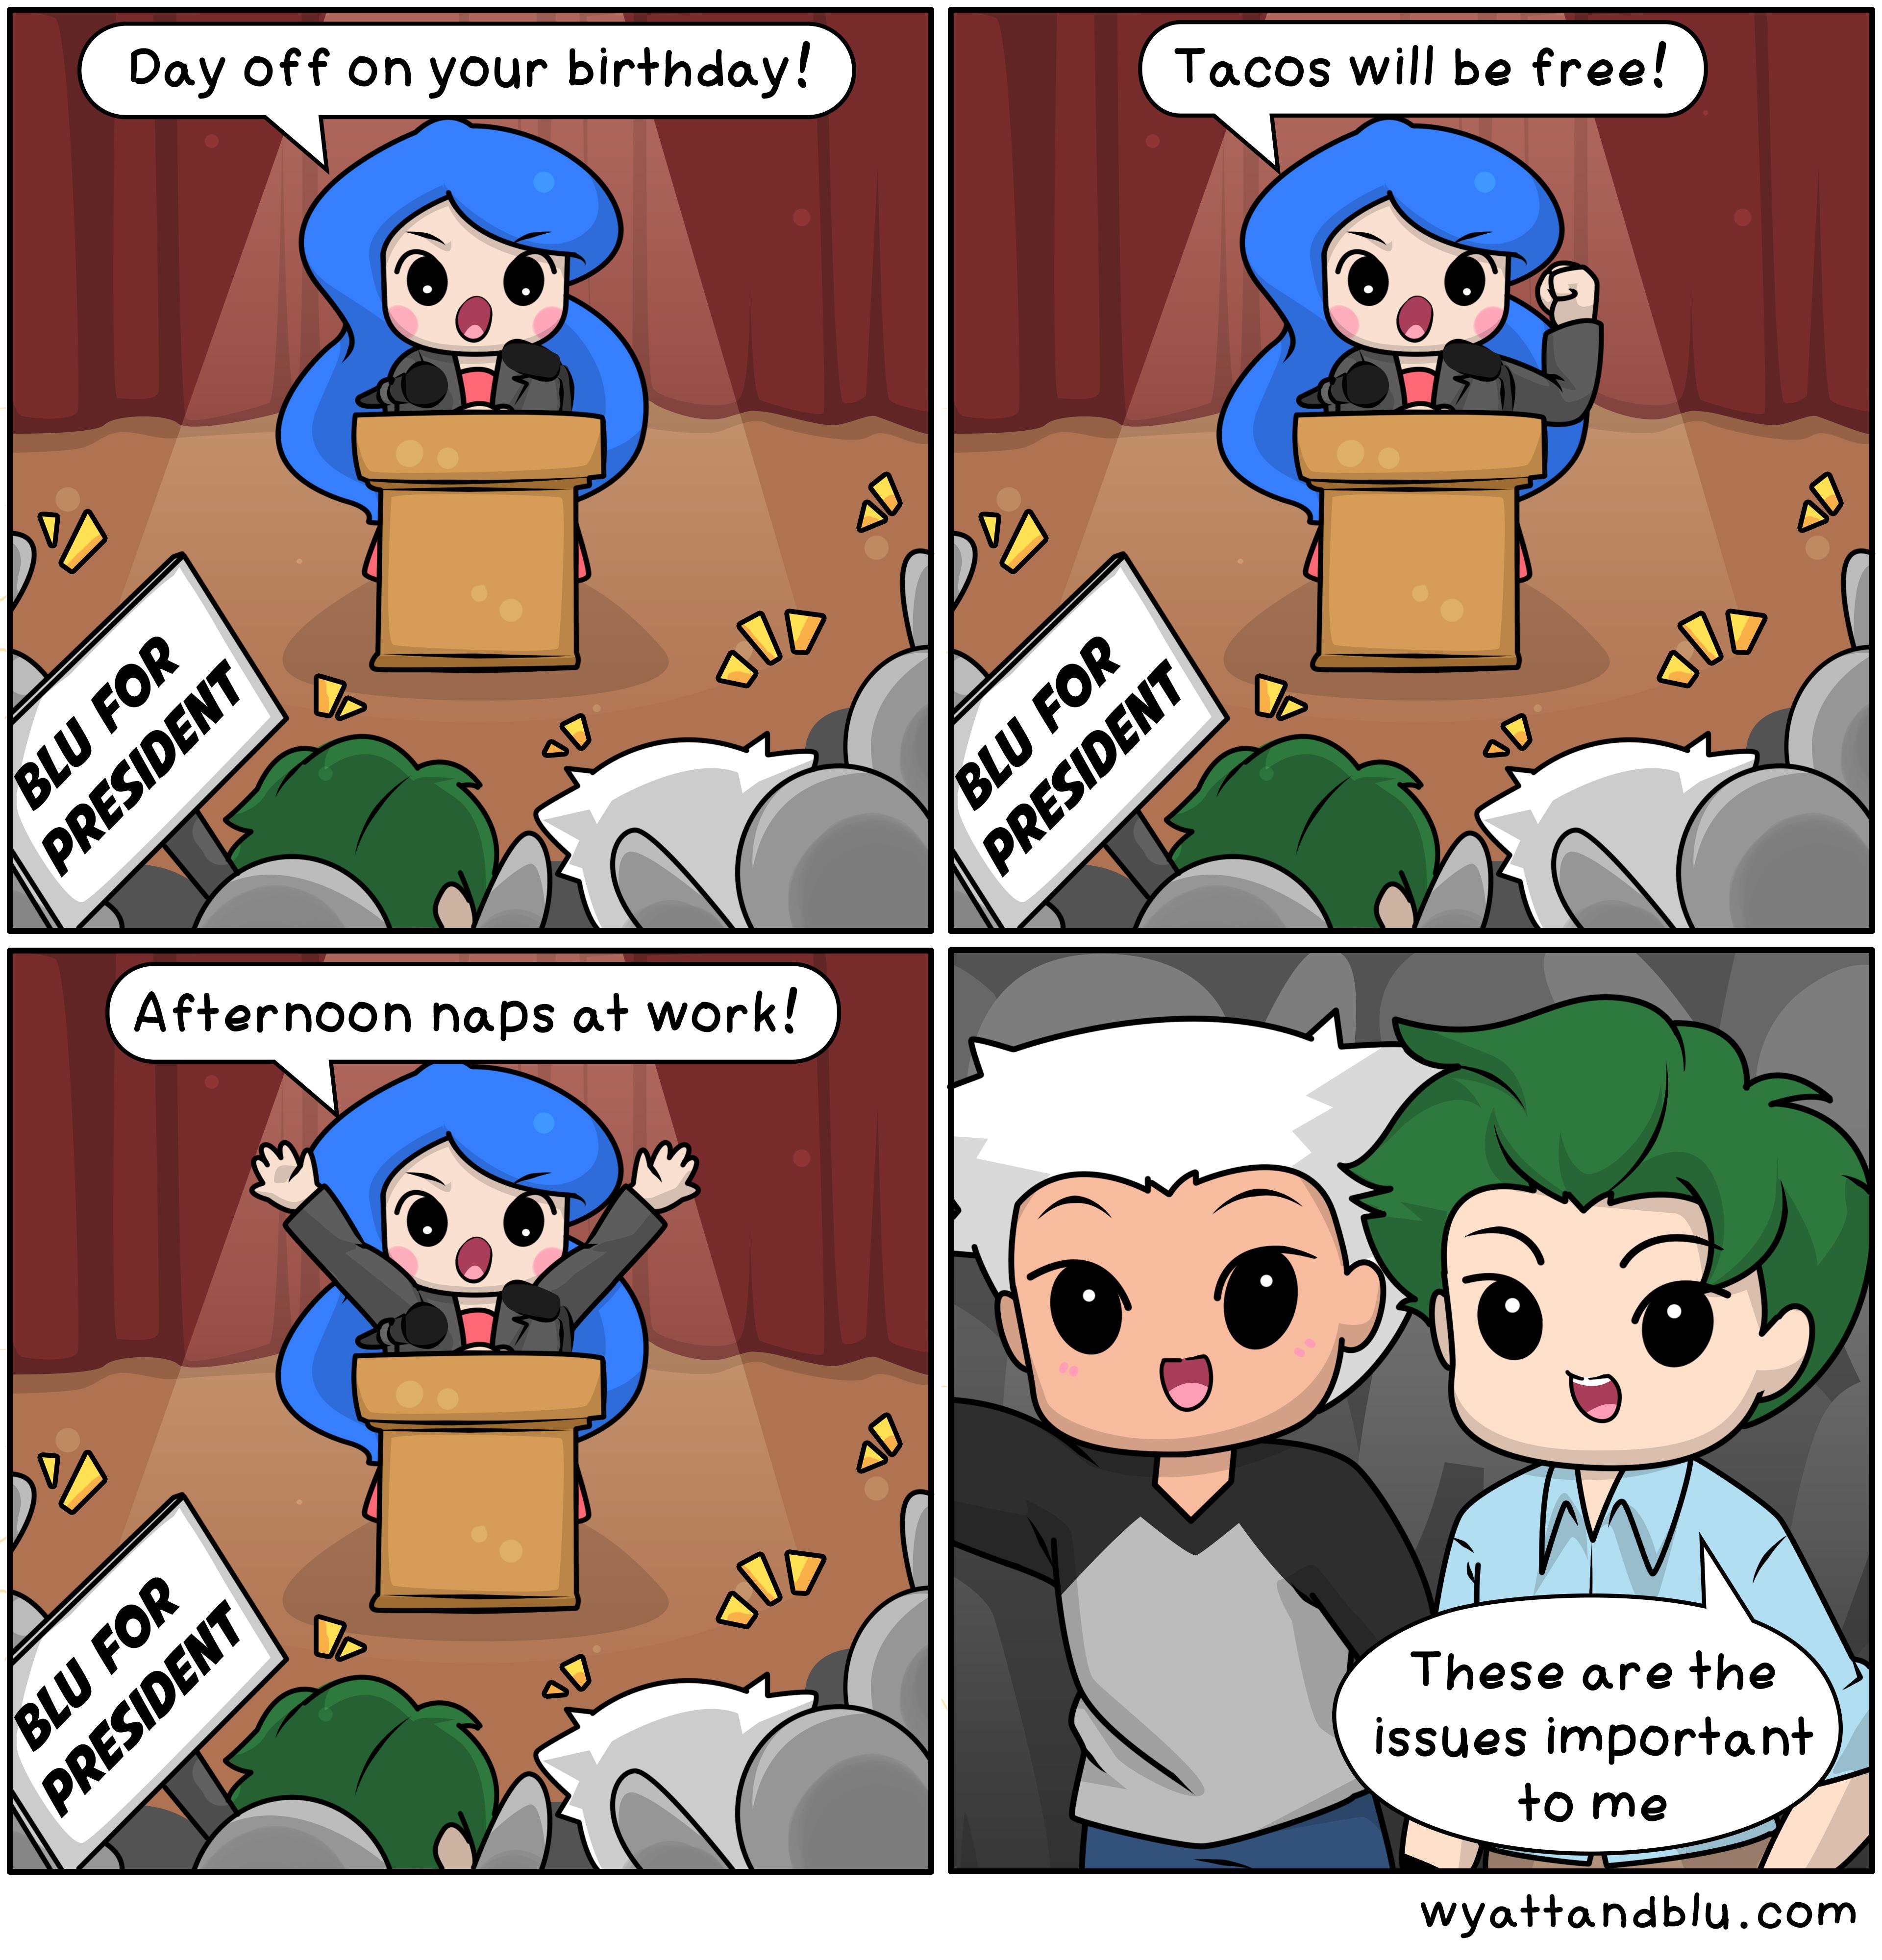 Day off on your birthday!
BLU FOR
PRESIDENT
Tacos will be free!
BLU FOR
PRESIDENT
Afternoon naps at work!
BLU FOR
PRESIDENT
These are the
issues important
to me
wyattandblu.com